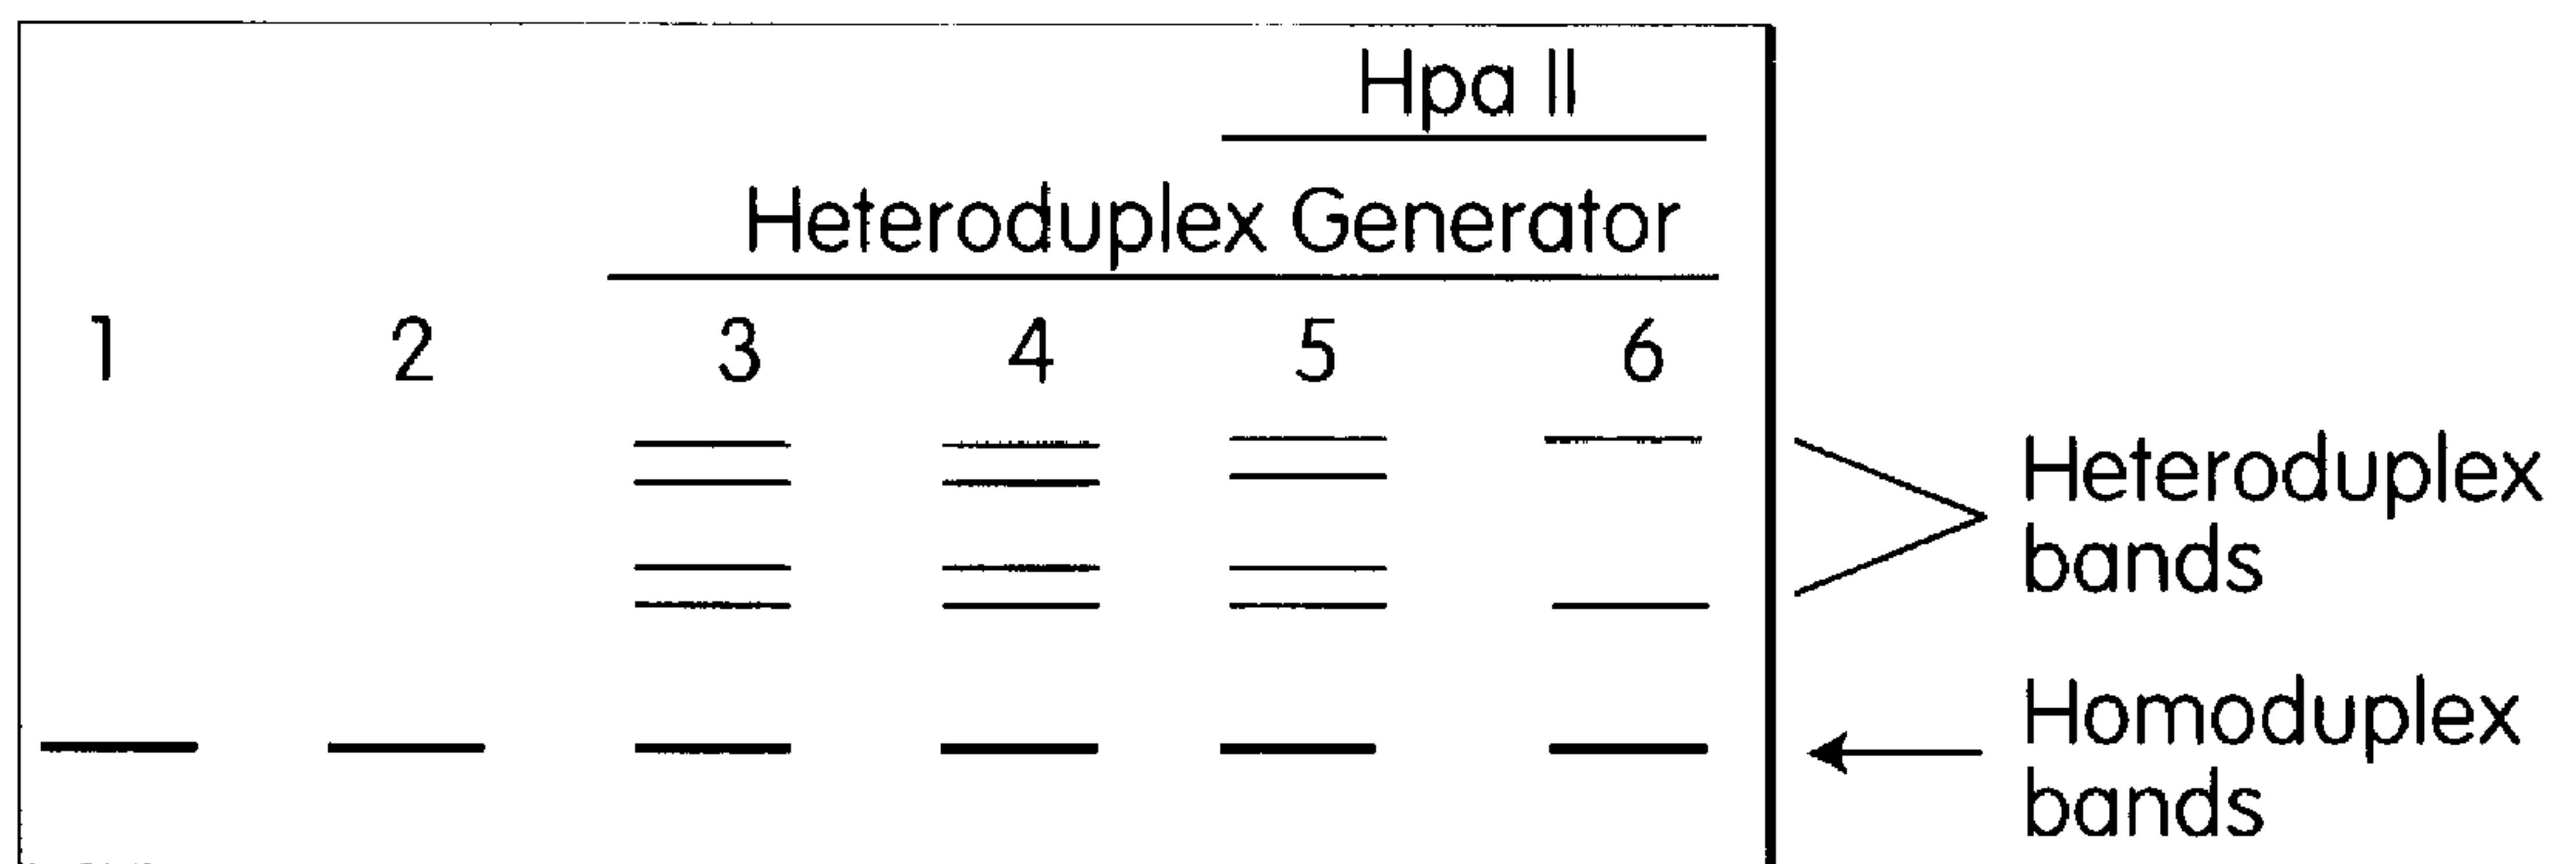 Hpa II
Heteroduplex Generator
1 2 3 4 5 6
Heteroduplex
bands
Homoduplex
bands